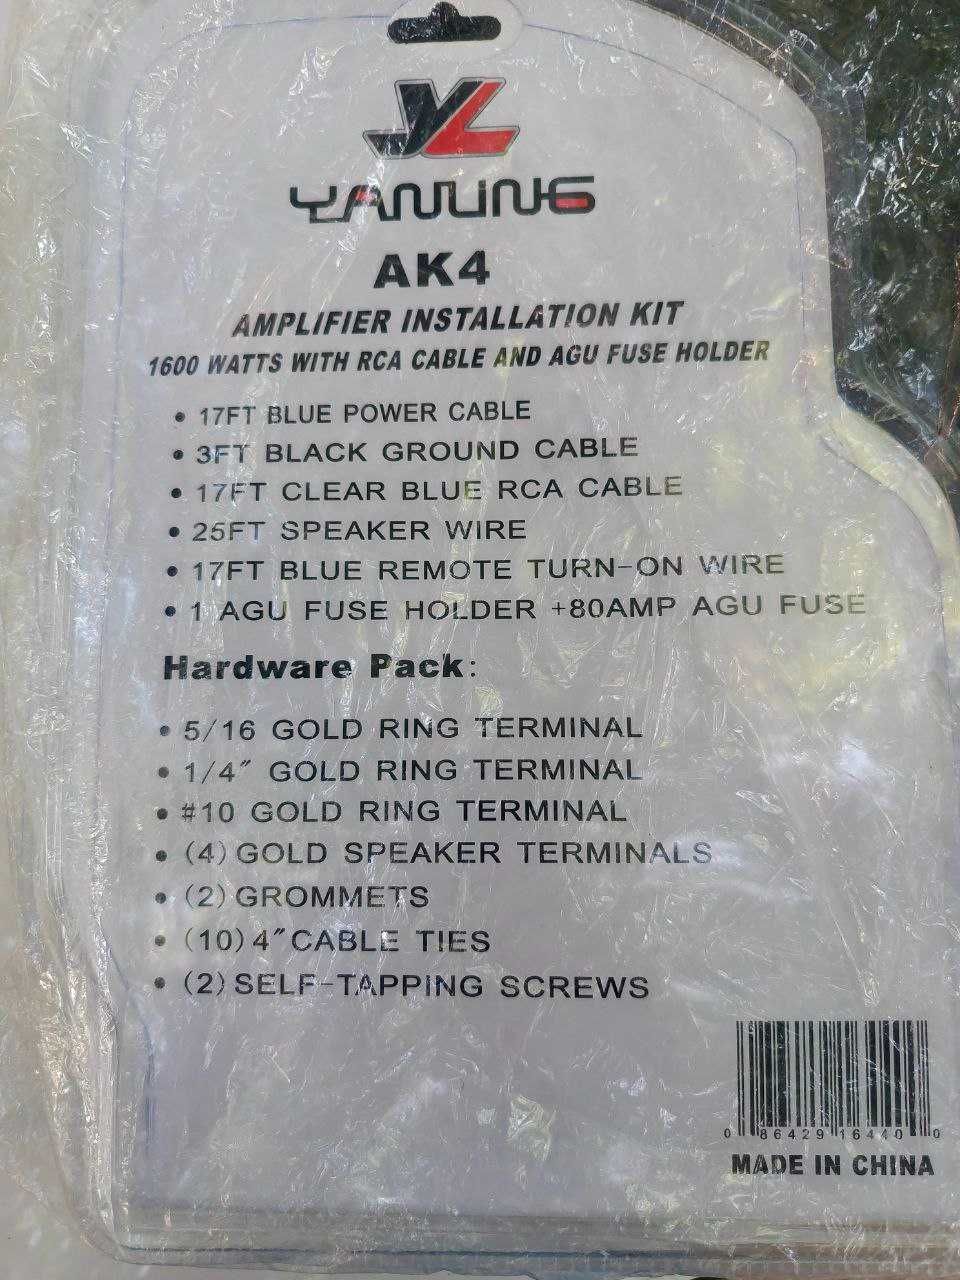 YL
YANLING
AK4
AMPLIFIER INSTALLATION KIT
1600 WATTS WITH RCA CABLE AND AGU FUSE HOLDER
• 17FT BLUE POWER CABLE
• 3FT BLACK GROUND CABLE
• 17FT CLEAR BLUE RCA CABLE
• 25FT SPEAKER WIRE
• 17FT BLUE REMOTE TURN-ON WIRE
• 1 AGU FUSE HOLDER +80AMP AGU FUSE
Hardware Pack:
• 5/16 GOLD RING TERMINAL
• 1/4″ GOLD RING TERMINAL
• #10 GOLD RING TERMINAL
• (4) GOLD SPEAKER TERMINALS
• (2) GROMMETS
• (10) 4″CABLE TIES
• (2) SELF-TAPPING SCREWS
0 86429 16440 0
MADE IN CHINA